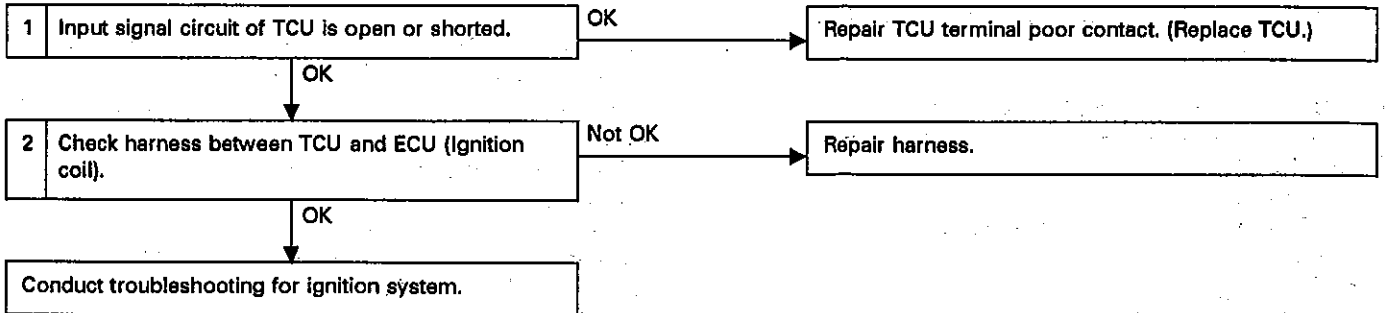 1 Input signal circuit of TCU is open or shorted.
OK
Repair TCU terminal poor contact. (Replace TCU.)
OK
2 Check harness between TCU and ECU (Ignition
coil).
Not OK
Repair harness.
OK
Conduct troubleshooting for ignition system.